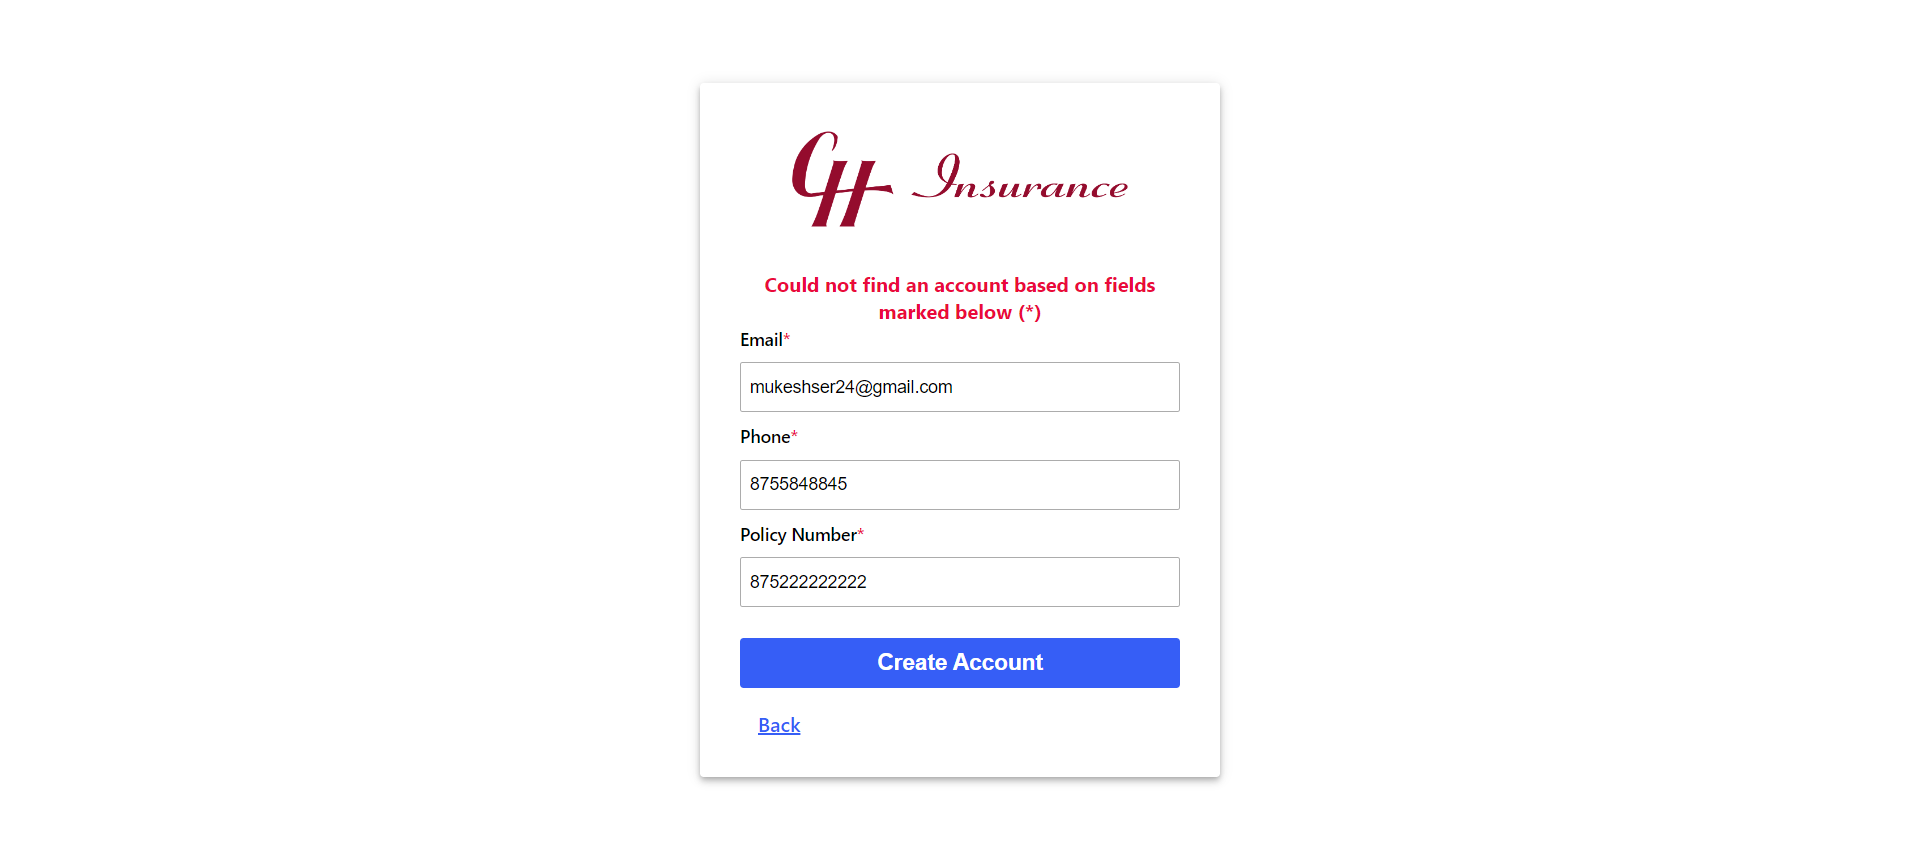 GH Insurance
Could not find an account based on fields
marked below (*)
Email*
mukeshser24@gmail.com
Phone*
8755848845
Policy Number*
875222222222
Create Account
Back